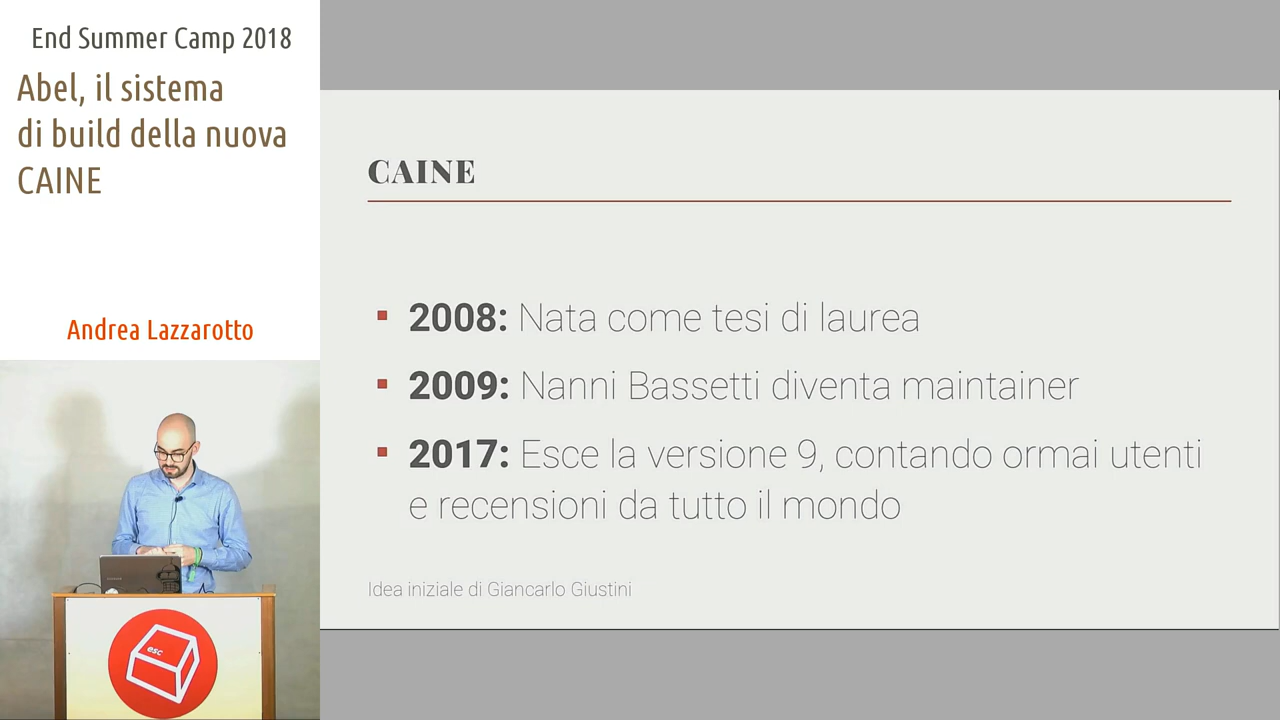 End Summer Camp 2018
Abel, il sistema
di build della nuova
CAINE
Andrea Lazzarotto
CAINE
2008: Nata come tesi di laurea
2009: Nanni Bassetti diventa maintainer
2017: Esce la versione 9, contando ormai utenti
e recensioni da tutto il mondo
Idea iniziale di Giancarlo Giustini
esc